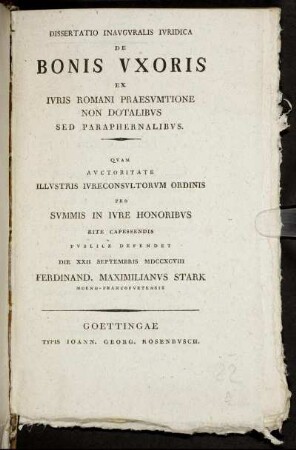 DISSERTATIO INAVGVRALIS IVRIDICA
DE
BONIS VXORIS
EX
IVRIS ROMANI PRAESVMTIONE
NON DOTALIBVS
SED PARAPHERNALIBVS.
QVAM
AVCTORITATE
ILLVSTRIS IVRECONSVLTORVM ORDINIS
PRO
SVMMIS IN IVRE HONORIBVS
RITE CAPESSENDIS
PVBLICE DEFENDET
DIE XXII SEPTEMBRIS MDCCXCVIII
FERDINAND. MAXIMILIANVS STARK
MOENO-FRANCOFVRTENSIS
GOETTINGAE
TYPIS IOANN. GEORG. ROSENBVSCH.